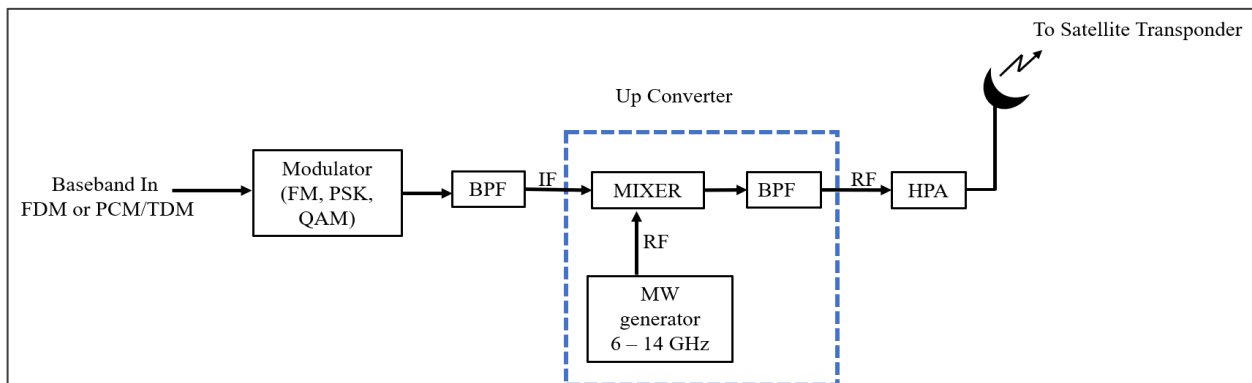 To Satellite Transponder
Up Converter
Baseband In
FDM or PCM/TDM
Modulator
(FM, PSK,
QAM)
BPF
IF
MIXER
BPF
RF
HPA
RF
MW
generator
6 – 14 GHz